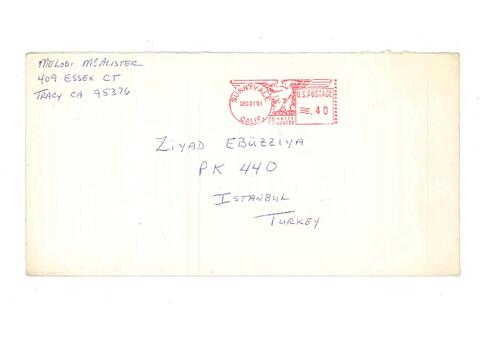 MELODI MCALISTER
409 ESSEX CT
TRACY CA 95376
SUNNYVALE
CALIF.
U.S. POSTAGE
.40
ZIYAD EBÜZZIYA
PK 440
ISTANBUL
TURKEY